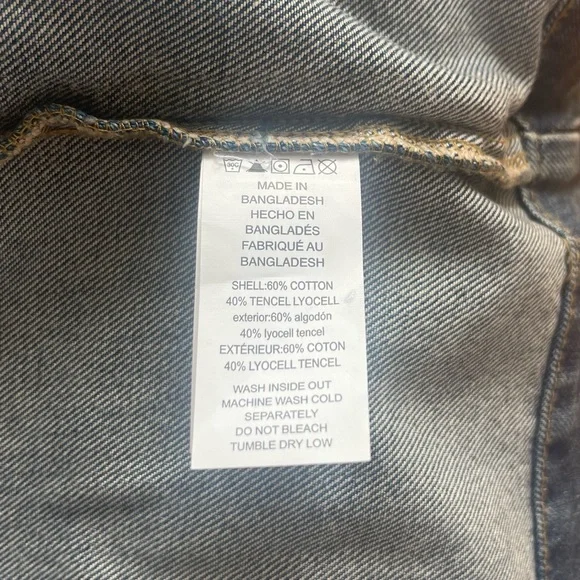 30C
MADE IN
BANGLADESH
HECHO EN
BANGLADÉS
FABRIQUÉ AU
BANGLADESH
SHELL:60% COTTON
40% TENCEL LYOCELL
exterior:60% algodón
40% lyocell tencel
EXTÉRIEUR:60% COTON
40% LYOCELL TENCEL
WASH INSIDE OUT
MACHINE WASH COLD
SEPARATELY
DO NOT BLEACH
TUMBLE DRY LOW